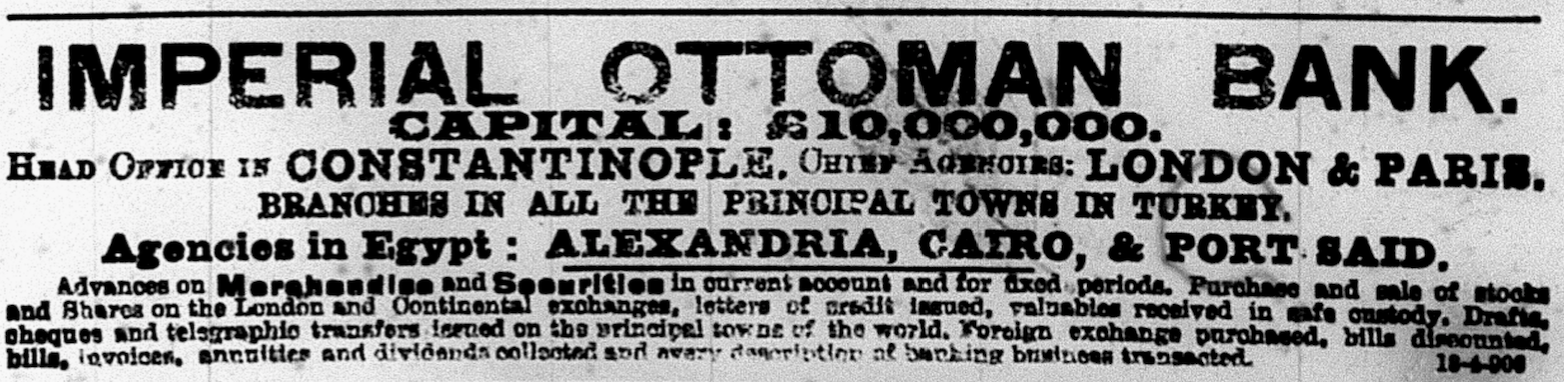 IMPERIAL OTTOMAN BANK.
CAPITAL: £10,000,000.
HEAD OFFICE IN CONSTANTINOPLE. CHIEF AGENCIES: LONDON & PARIS.
BRANCHES IN ALL THE PRINCIPAL TOWNS IN TURKEY.
Agencies in Egypt: ALEXANDRIA, CAIRO, & PORT SAID.
Advances on Merchandise and Securities in current account and for fixed periods. Purchase and sale of stocks
and Shares on the London and Continental exchanges, letters of credit issued, valuables received in safe custody. Drafts,
cheques and telegraphic transfers issued on the principal towns of the world. Foreign exchange purchased, bills discounted,
bills, invoices, annuities and dividends collected and every description of banking business transacted. 18-4-906